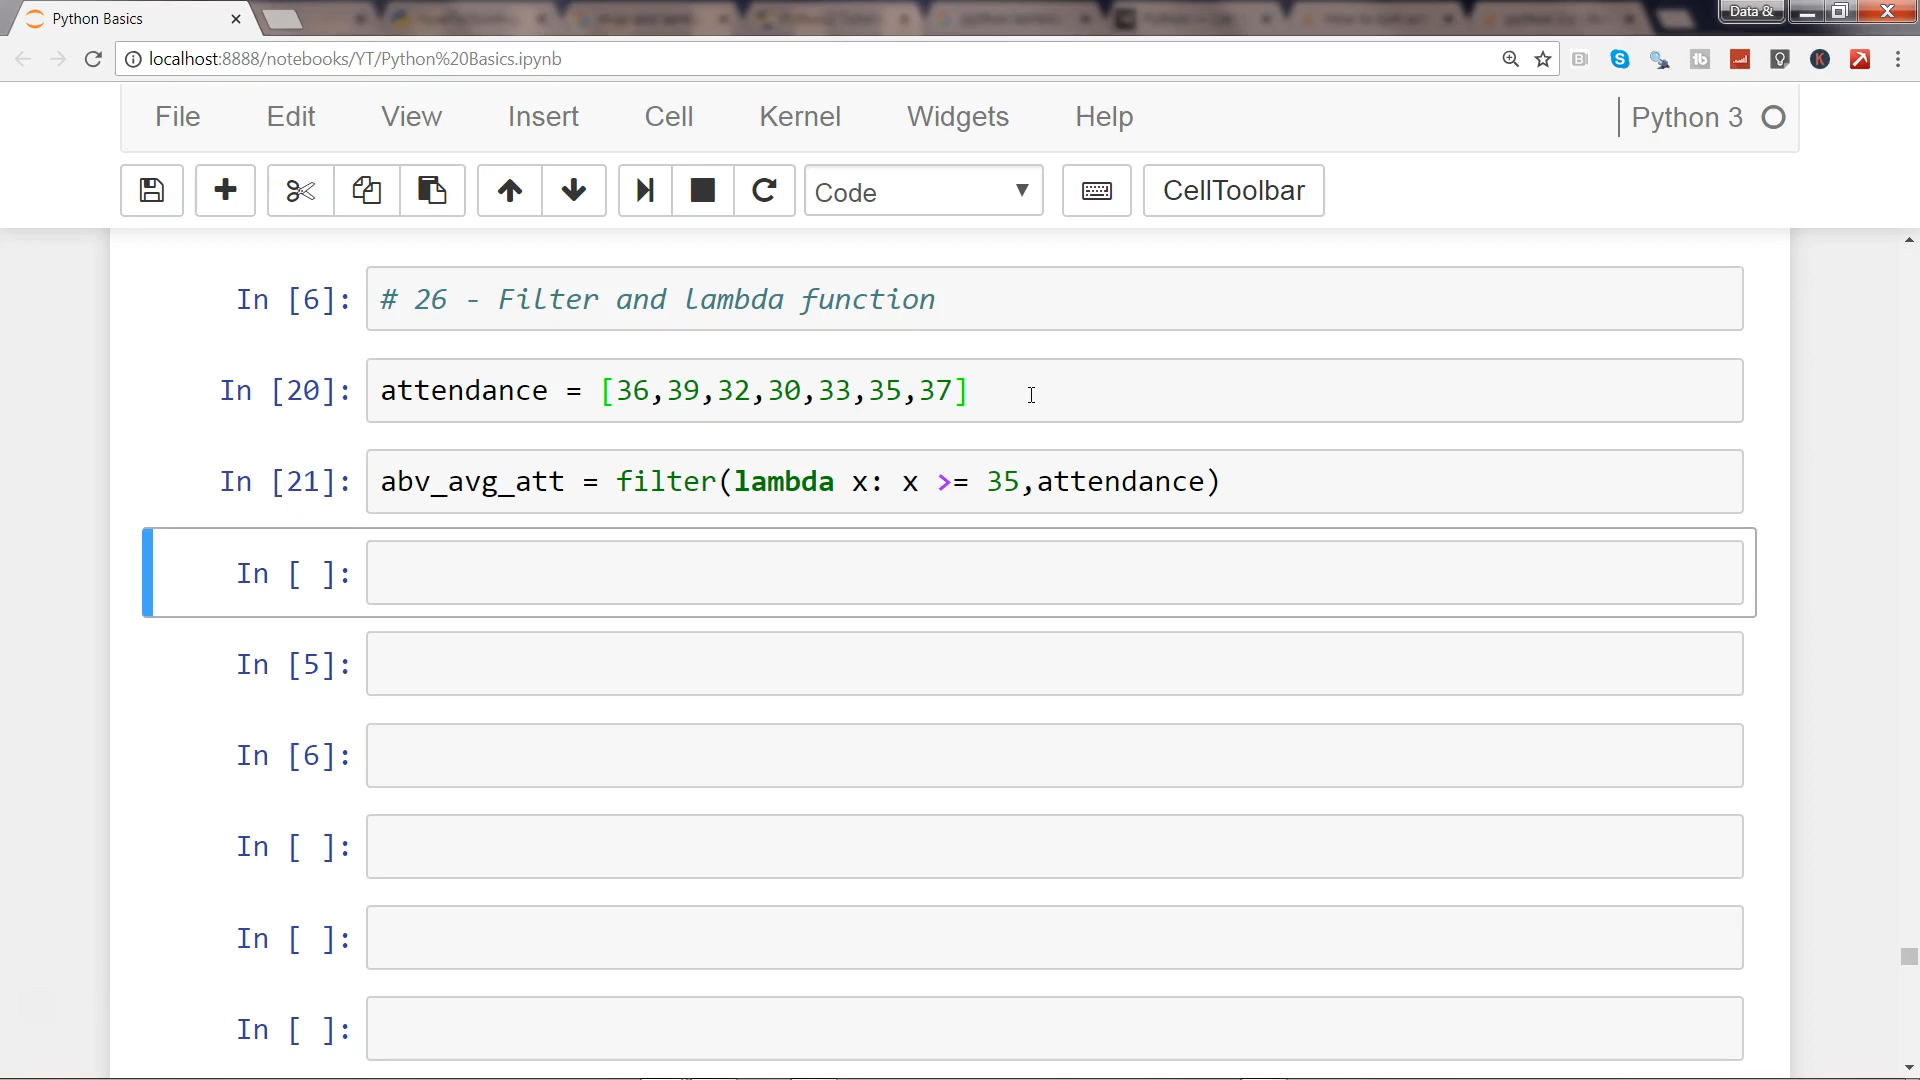 Python Basics
Data &
localhost:8888/notebooks/YT/Python%20Basics.ipynb
File Edit View Insert Cell Kernel Widgets Help Python 3
Code CellToolbar
In [6]: # 26 - Filter and lambda function
In [20]: attendance = [36,39,32,30,33,35,37]
In [21]: abv_avg_att = filter(lambda x: x >= 35,attendance)
In [ ]:
In [5]:
In [6]:
In [ ]:
In [ ]:
In [ ]: